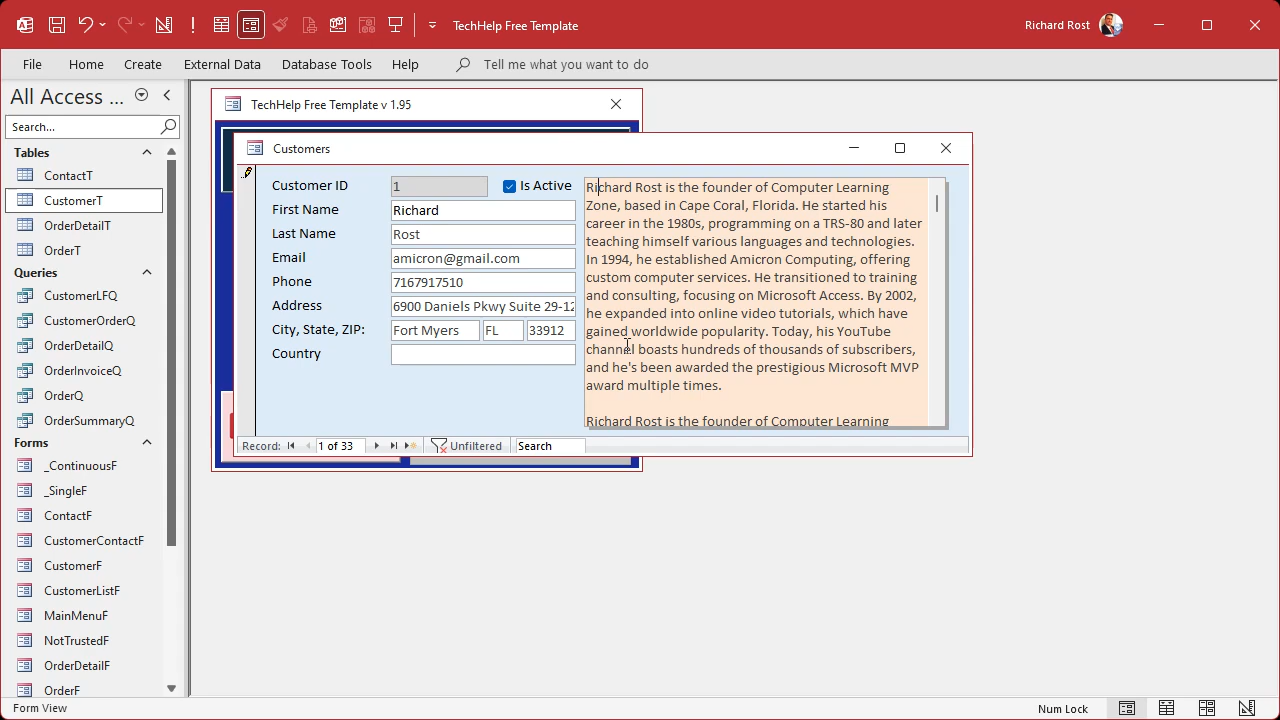 TechHelp Free Template
Richard Rost
File Home Create External Data Database Tools Help Tell me what you want to do
All Access ...
Search...
Tables
ContactT
CustomerT
OrderDetailT
OrderT
Queries
CustomerLFQ
CustomerOrderQ
OrderDetailQ
OrderInvoiceQ
OrderQ
OrderSummaryQ
Forms
_ContinuousF
_SingleF
ContactF
CustomerContactF
CustomerF
CustomerListF
MainMenuF
NotTrustedF
OrderDetailF
OrderF
TechHelp Free Template v 1.95
Customers
Customer ID 1 Is Active
First Name Richard
Last Name Rost
Email amicron@gmail.com
Phone 7167917510
Address 6900 Daniels Pkwy Suite 29-12
City, State, ZIP: Fort Myers FL 33912
Country
Richard Rost is the founder of Computer Learning
Zone, based in Cape Coral, Florida. He started his
career in the 1980s, programming on a TRS-80 and later
teaching himself various languages and technologies.
In 1994, he established Amicron Computing, offering
custom computer services. He transitioned to training
and consulting, focusing on Microsoft Access. By 2002,
he expanded into online video tutorials, which have
gained worldwide popularity. Today, his YouTube
channel boasts hundreds of thousands of subscribers,
and he's been awarded the prestigious Microsoft MVP
award multiple times.
Richard Rost is the founder of Computer Learning
Record: 1 of 33 Unfiltered Search
Form View
Num Lock